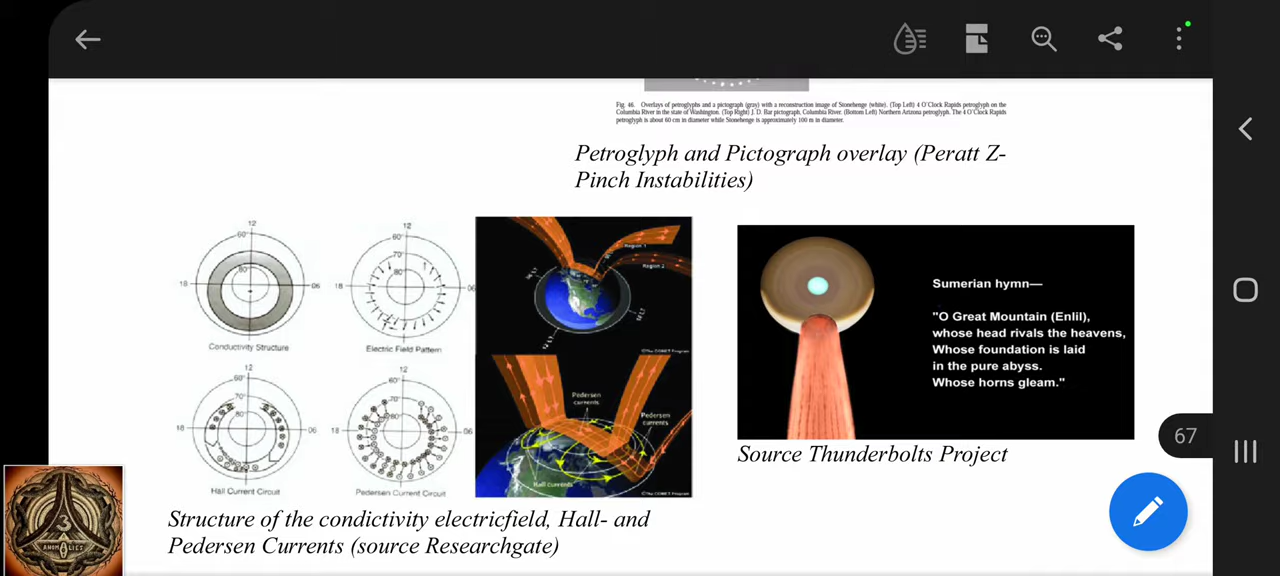 Fig. 46. Overlays of petroglyphs and a pictograph (gray) with a reconstruction image of Stonehenge (white). (Top Left) 4 O'Clock Rapids petroglyph on the
Columbia River in the state of Washington. (Top Right) J. D. Bar pictograph, Columbia River. (Bottom Left) Northern Arizona petroglyph. The 4 O'Clock Rapids
petroglyph is about 60 cm in diameter while Stonehenge is approximately 100 m in diameter.
Petroglyph and Pictograph overlay (Peratt Z-
Pinch Instabilities)
12
60°
80°
18
06
Conductivity Structure
12
60°
70°
80°
18
06
Electric Field Pattern
Region 1
Region 2
©The COMET Program
12
60°
70°
80°
18
06
Hall Current Circuit
12
60°
70°
80°
18
06
Pedersen Current Circuit
Pedersen
currents
Pedersen
currents
Hall currents
©The COMET Program
Sumerian hymn—
"O Great Mountain (Enlil),
whose head rivals the heavens,
Whose foundation is laid
in the pure abyss.
Whose horns gleam."
67
Source Thunderbolts Project
Structure of the condictivity electricfield, Hall- and
Pedersen Currents (source Researchgate)
3